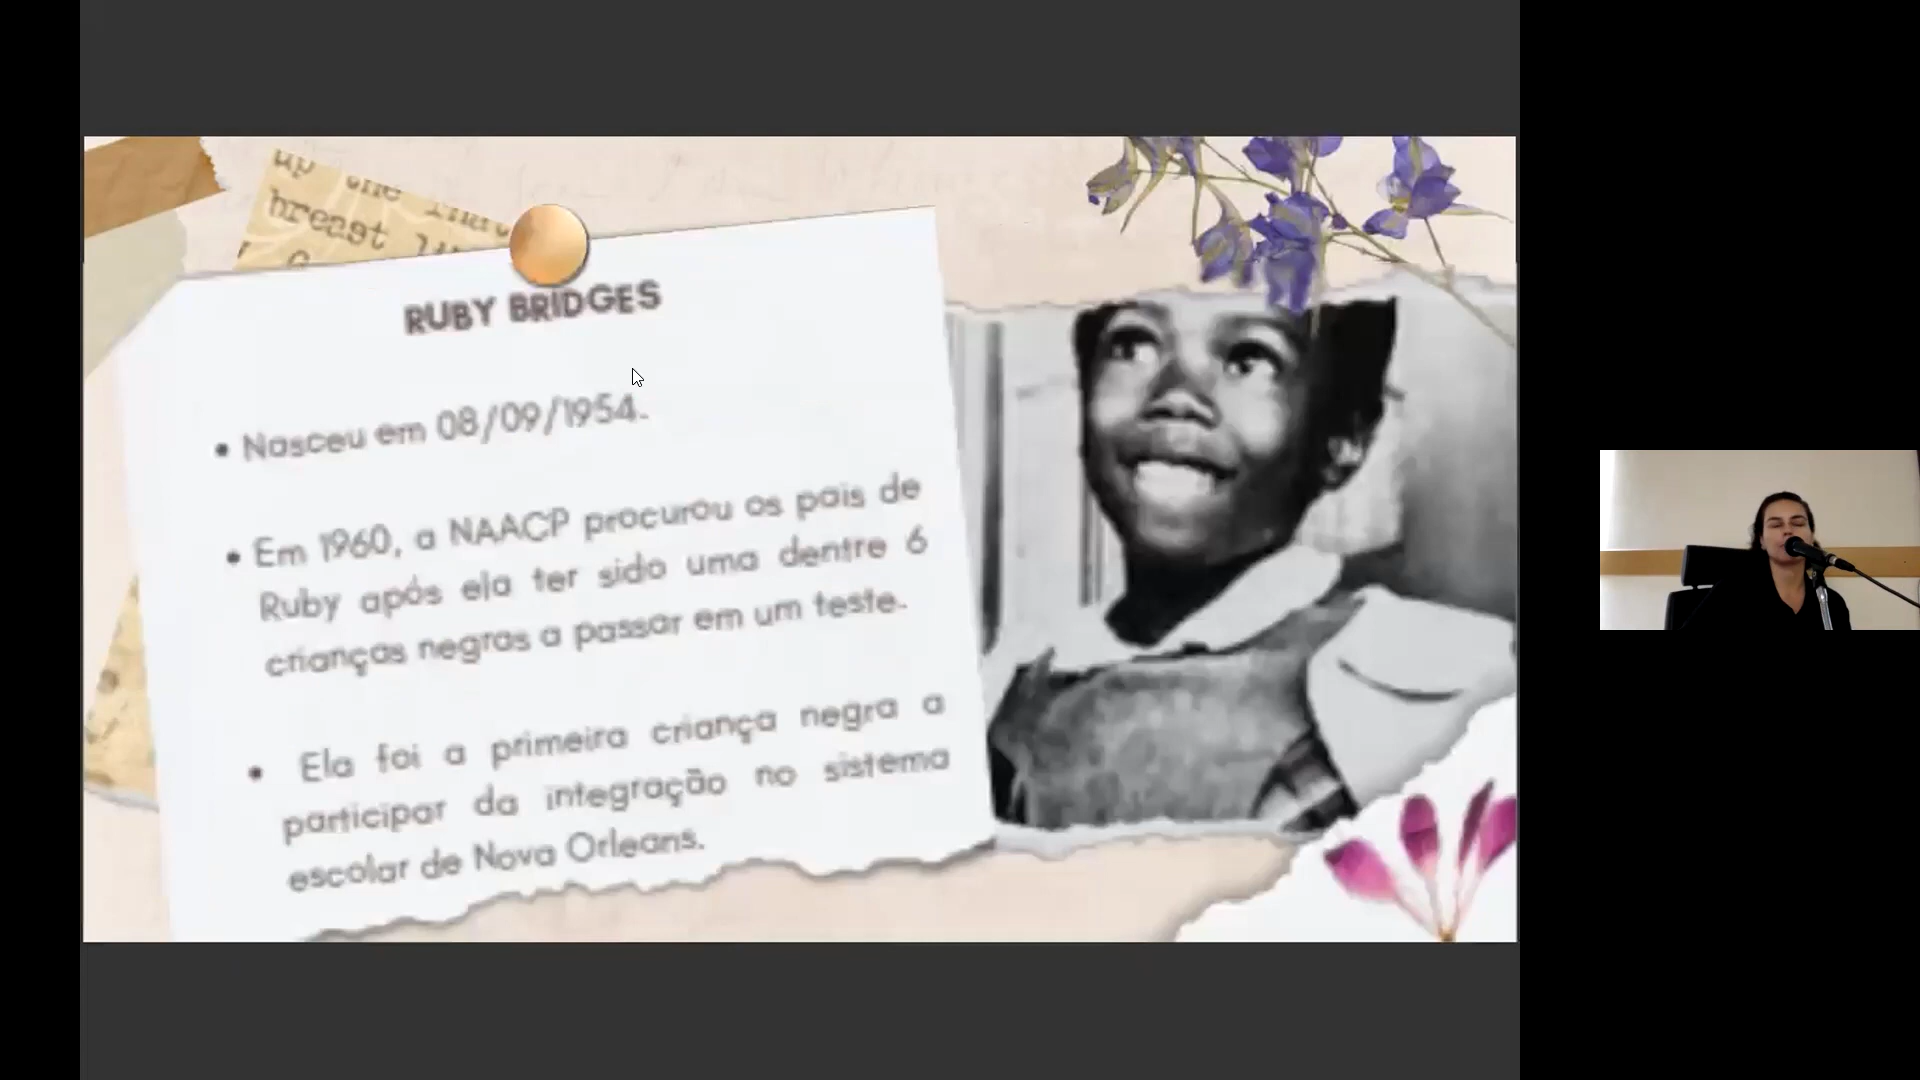 up the
breast
RUBY BRIDGES
• Nasceu em 08/09/1954.
• Em 1960, a NAACP procurou os pais de
Ruby após ela ter sido uma dentre 6
crianças negras a passar em um teste.
• Ela foi a primeira criança negra a
participar da integração no sistema
escolar de Nova Orleans.